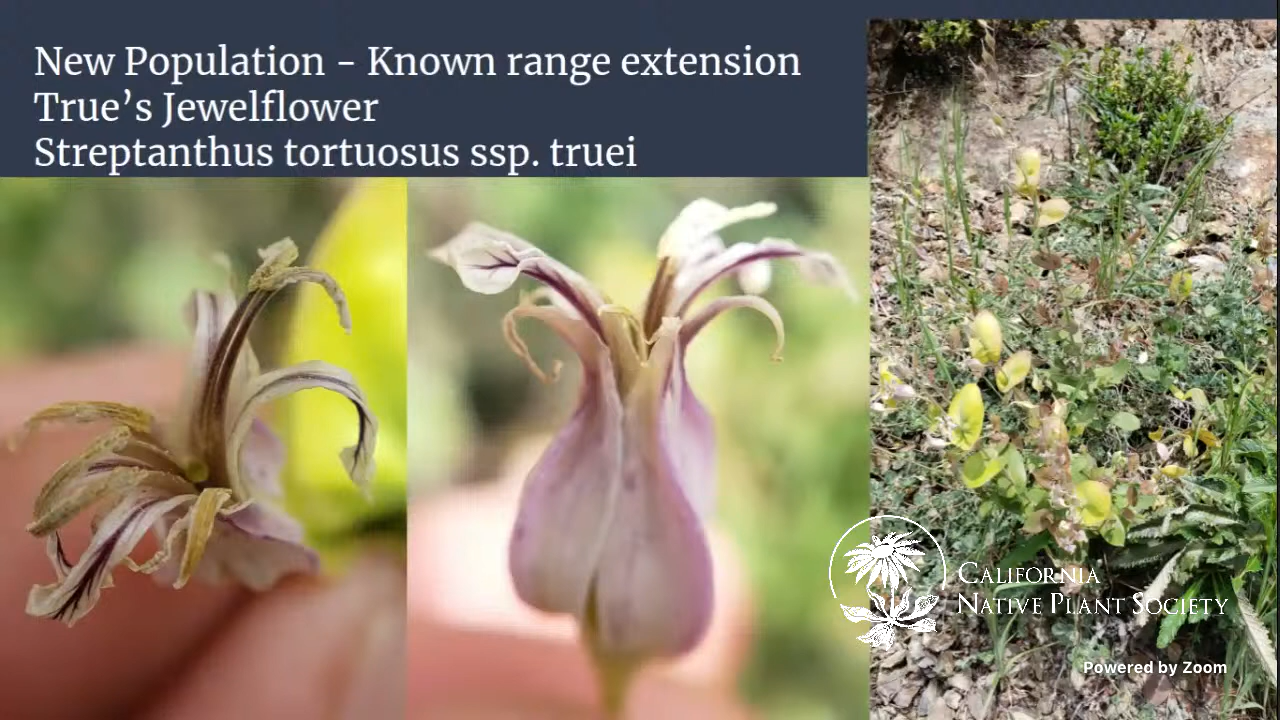 New Population - Known range extension
True’s Jewelflower
Streptanthus tortuosus ssp. truei
California
Native Plant Society
Powered by Zoom